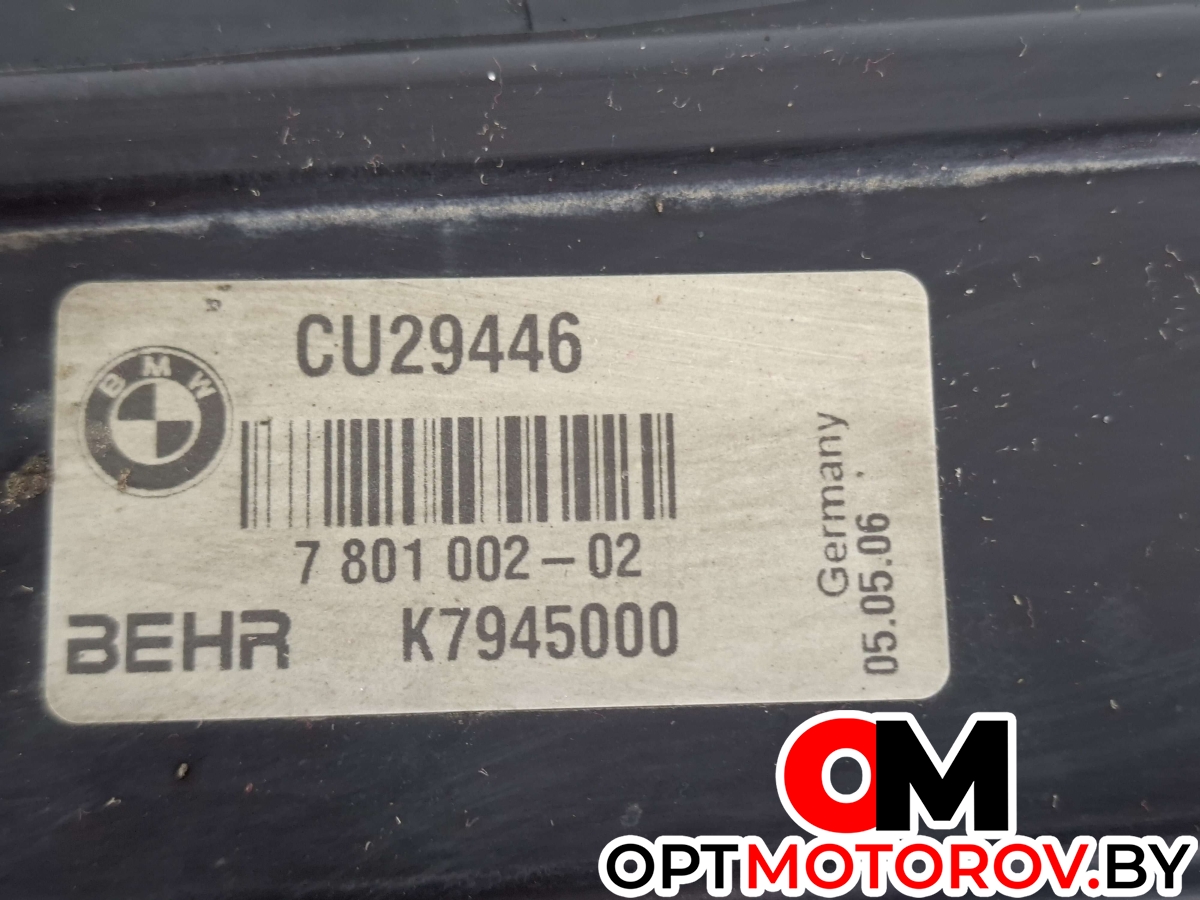 CU29446
BMW
7 801 002-02
BEHR K7945000
Germany
05.05.06
OM
OPTMOTOROV.BY